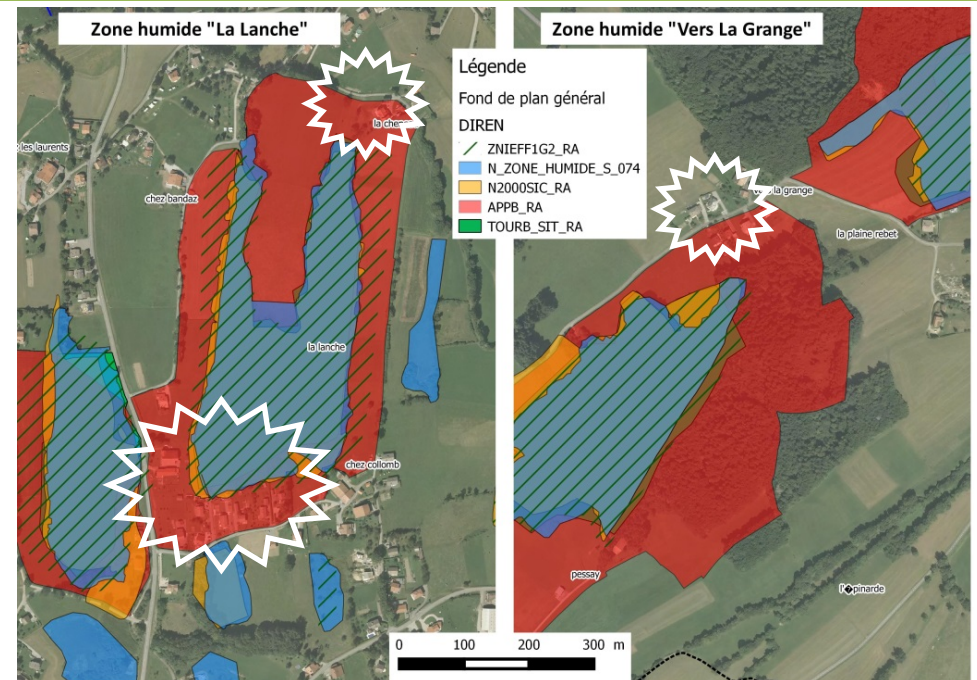 Zone humide "La Lanche"
Zone humide "Vers La Grange"
Légende
Fond de plan général
DIREN
ZNIEFF1G2_RA
N_ZONE_HUMIDE_S_074
N2000SIC_RA
APPB_RA
TOURB_SIT_RA
les laurents
chez bandaz
la lanche
chez collomb
vers la grange
la plaine rebet
pessay
l'�pinarde
0 100 200 300 m